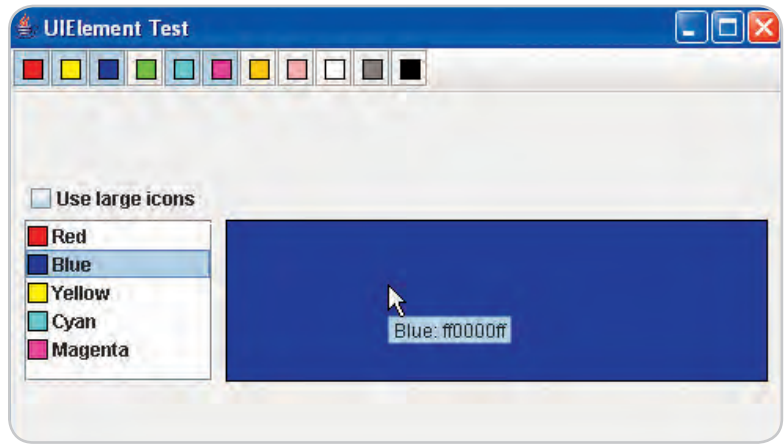 UIElement Test
Use large icons
Red
Blue
Yellow
Cyan
Magenta
Blue: ff0000ff